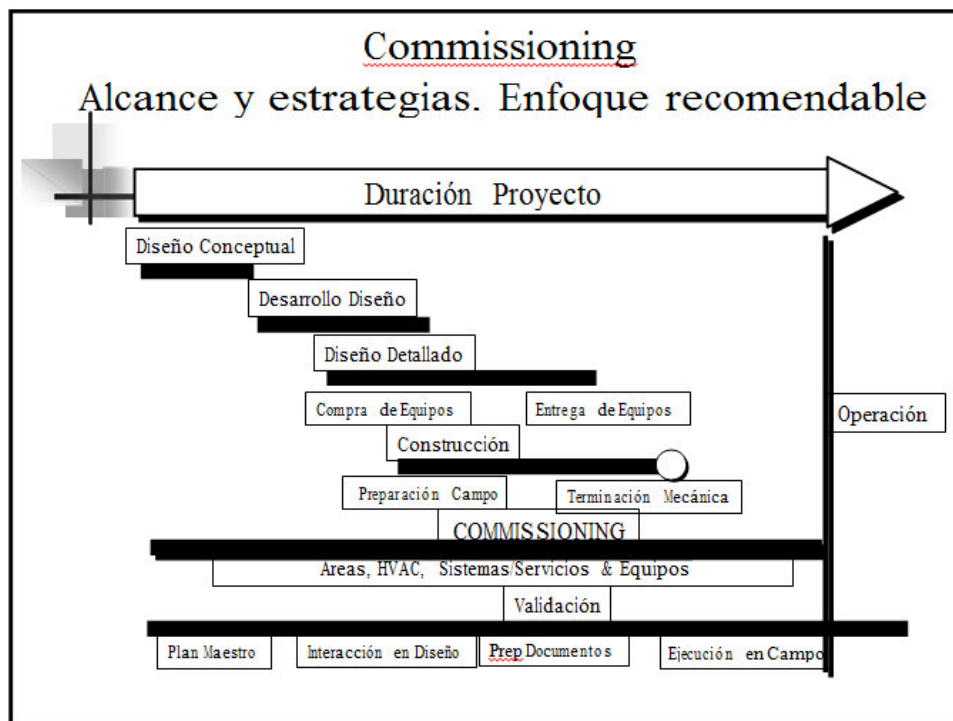 Commissioning
Alcance y estrategias. Enfoque recomendable
Duración Proyecto
Diseño Conceptual
Desarrollo Diseño
Diseño Detallado
Compra de Equipos
Entrega de Equipos
Operación
Construcción
Preparación Campo
Terminación Mecánica
COMMISSIONING
Areas, HVAC, Sistemas/Servicios & Equipos
Validación
Plan Maestro
Interacción en Diseño
Prep Documentos
Ejecución en Campo